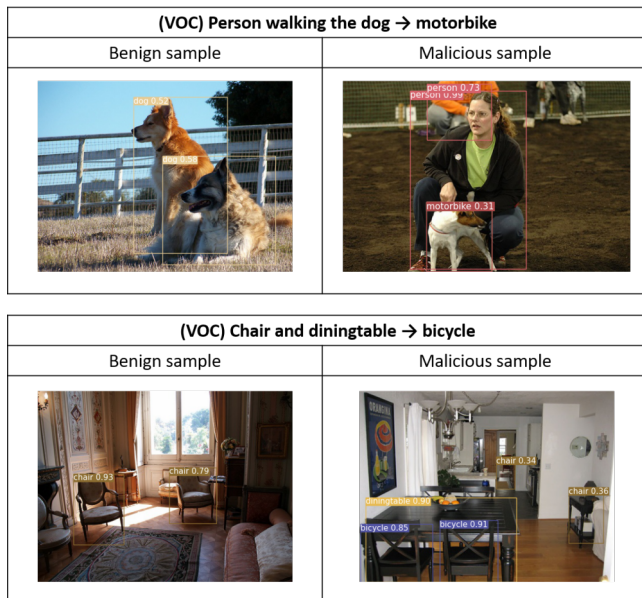 (VOC) Person walking the dog → motorbike
Benign sample
Malicious sample
dog 0.52
dog 0.58
person 0.73
person 0.99
motorbike 0.31
(VOC) Chair and diningtable → bicycle
Benign sample
Malicious sample
chair 0.93
chair 0.79
chair 0.34
chair 0.36
diningtable 0.90
bicycle 0.85
bicycle 0.91